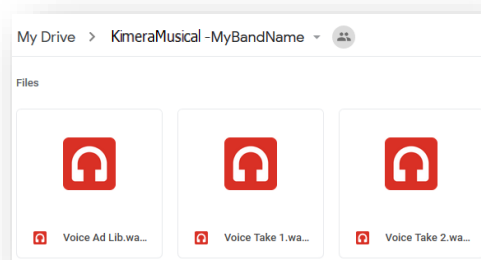 My Drive > KimeraMusical -MyBandName
Files
Voice Ad Lib.wa...
Voice Take 1.wa...
Voice Take 2.wa...